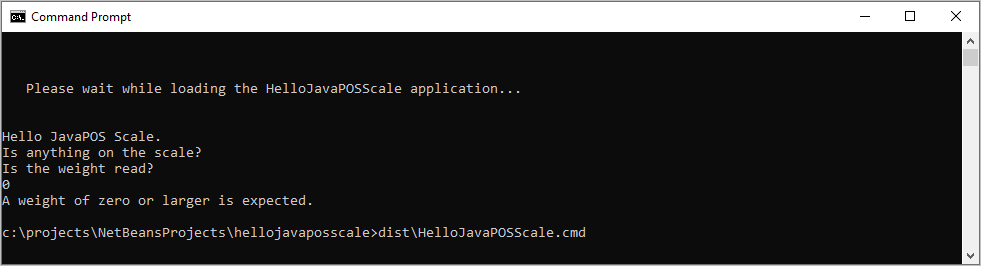 Command Prompt
Please wait while loading the HelloJavaPOSScale application...
Hello JavaPOS Scale.
Is anything on the scale?
Is the weight read?
0
A weight of zero or larger is expected.
c:\projects\NetBeansProjects\hellojavaposscale>dist\HelloJavaPOSScale.cmd